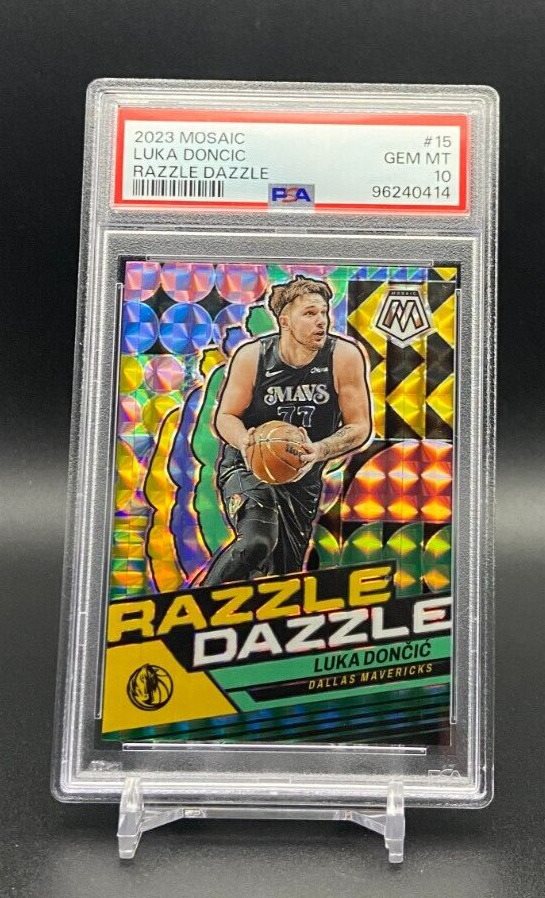 2023 MOSAIC #15
LUKA DONCIC GEM MT
RAZZLE DAZZLE 10
PSA 96240414
MOSAIC
MAVS
77
RAZZLE
DAZZLE
LUKA DONČIĆ
DALLAS MAVERICKS
PSA